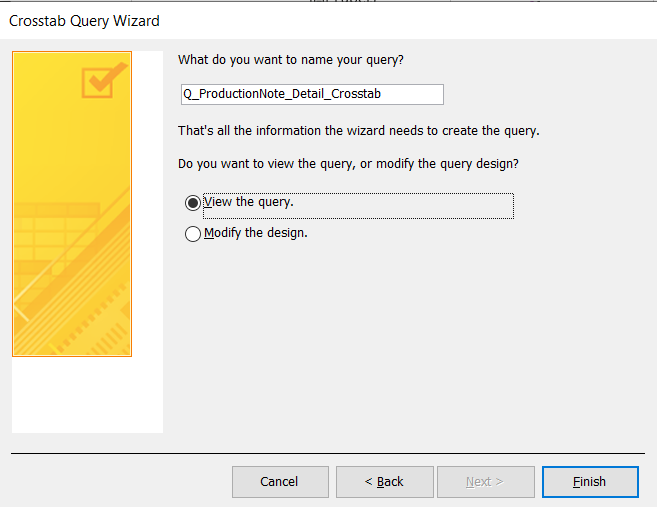 Crosstab Query Wizard
What do you want to name your query?
Q_ProductionNote_Detail_Crosstab
That's all the information the wizard needs to create the query.
Do you want to view the query, or modify the query design?
View the query.
Modify the design.
Cancel
< Back
Next >
Finish